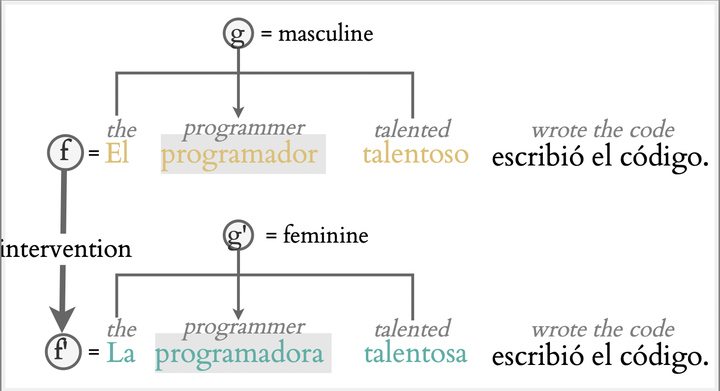 g = masculine
the programmer talented wrote the code
f = El programador talentoso escribió el código.
g' = feminine
intervention
the programmer talented wrote the code
f' = La programadora talentosa escribió el código.